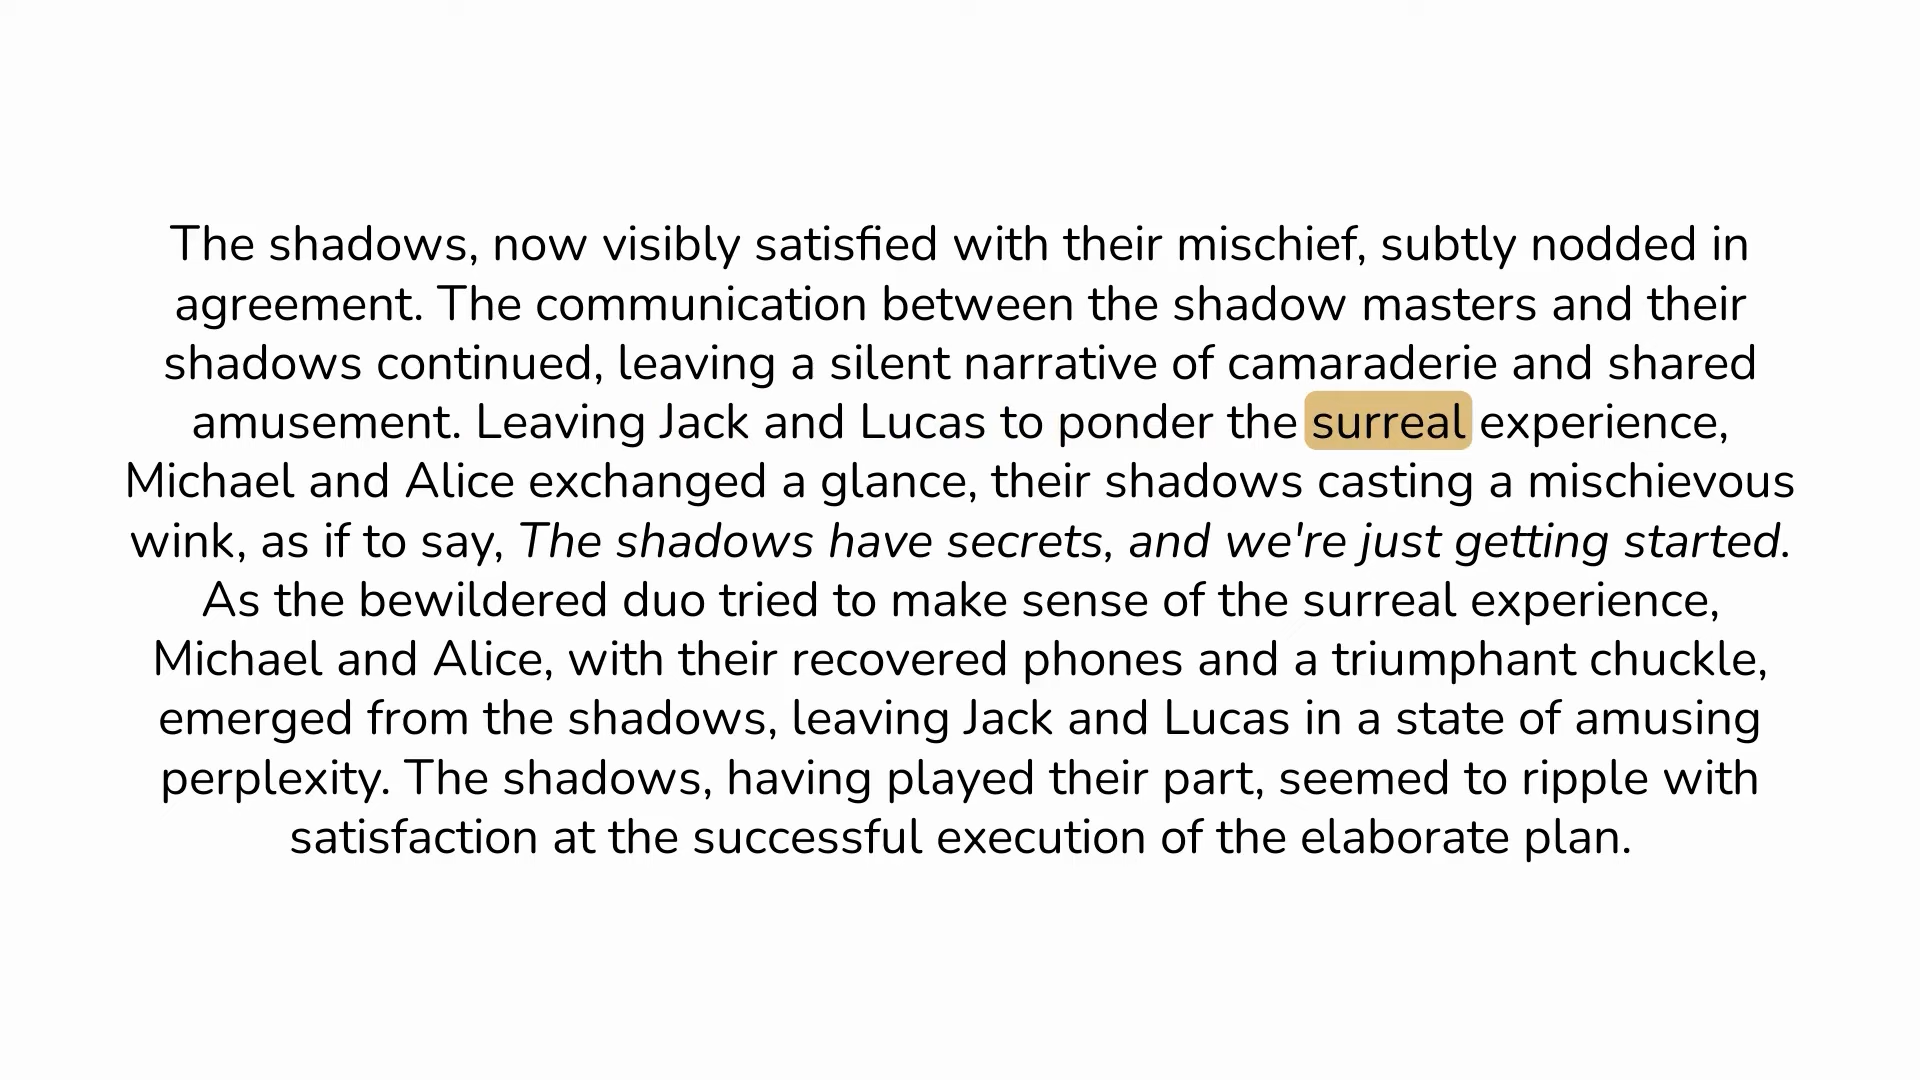 The shadows, now visibly satisfied with their mischief, subtly nodded in
agreement. The communication between the shadow masters and their
shadows continued, leaving a silent narrative of camaraderie and shared
amusement. Leaving Jack and Lucas to ponder the surreal experience,
Michael and Alice exchanged a glance, their shadows casting a mischievous
wink, as if to say, The shadows have secrets, and we're just getting started.
As the bewildered duo tried to make sense of the surreal experience,
Michael and Alice, with their recovered phones and a triumphant chuckle,
emerged from the shadows, leaving Jack and Lucas in a state of amusing
perplexity. The shadows, having played their part, seemed to ripple with
satisfaction at the successful execution of the elaborate plan.